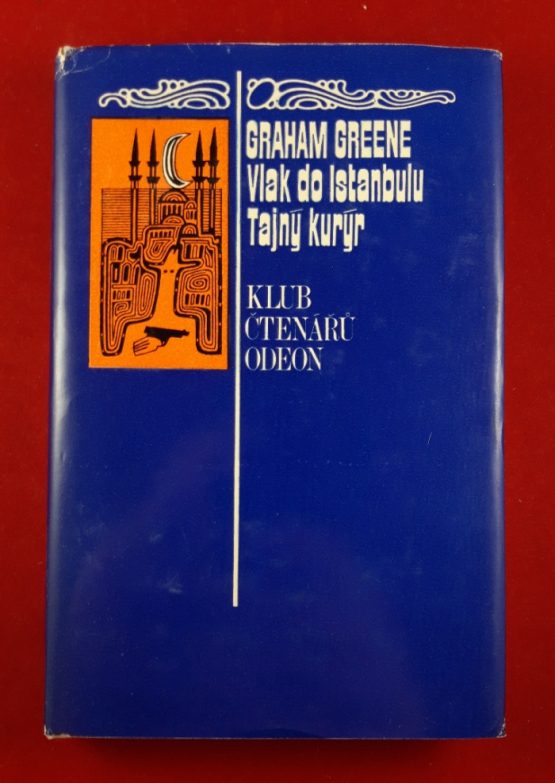 GRAHAM GREENE
Vlak do Istanbulu
Tajný kurýr
KLUB
ČTENÁŘŮ
ODEON